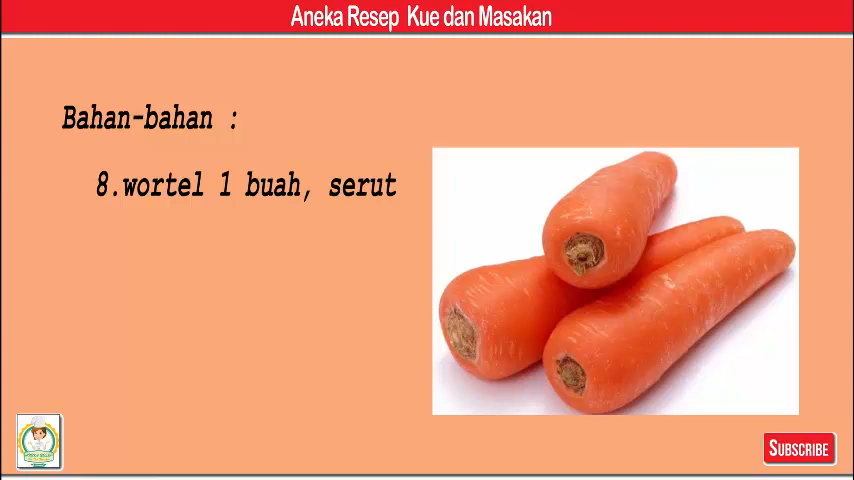 Aneka Resep Kue dan Masakan
Bahan-bahan :
8.wortel 1 buah, serut
SUBSCRIBE